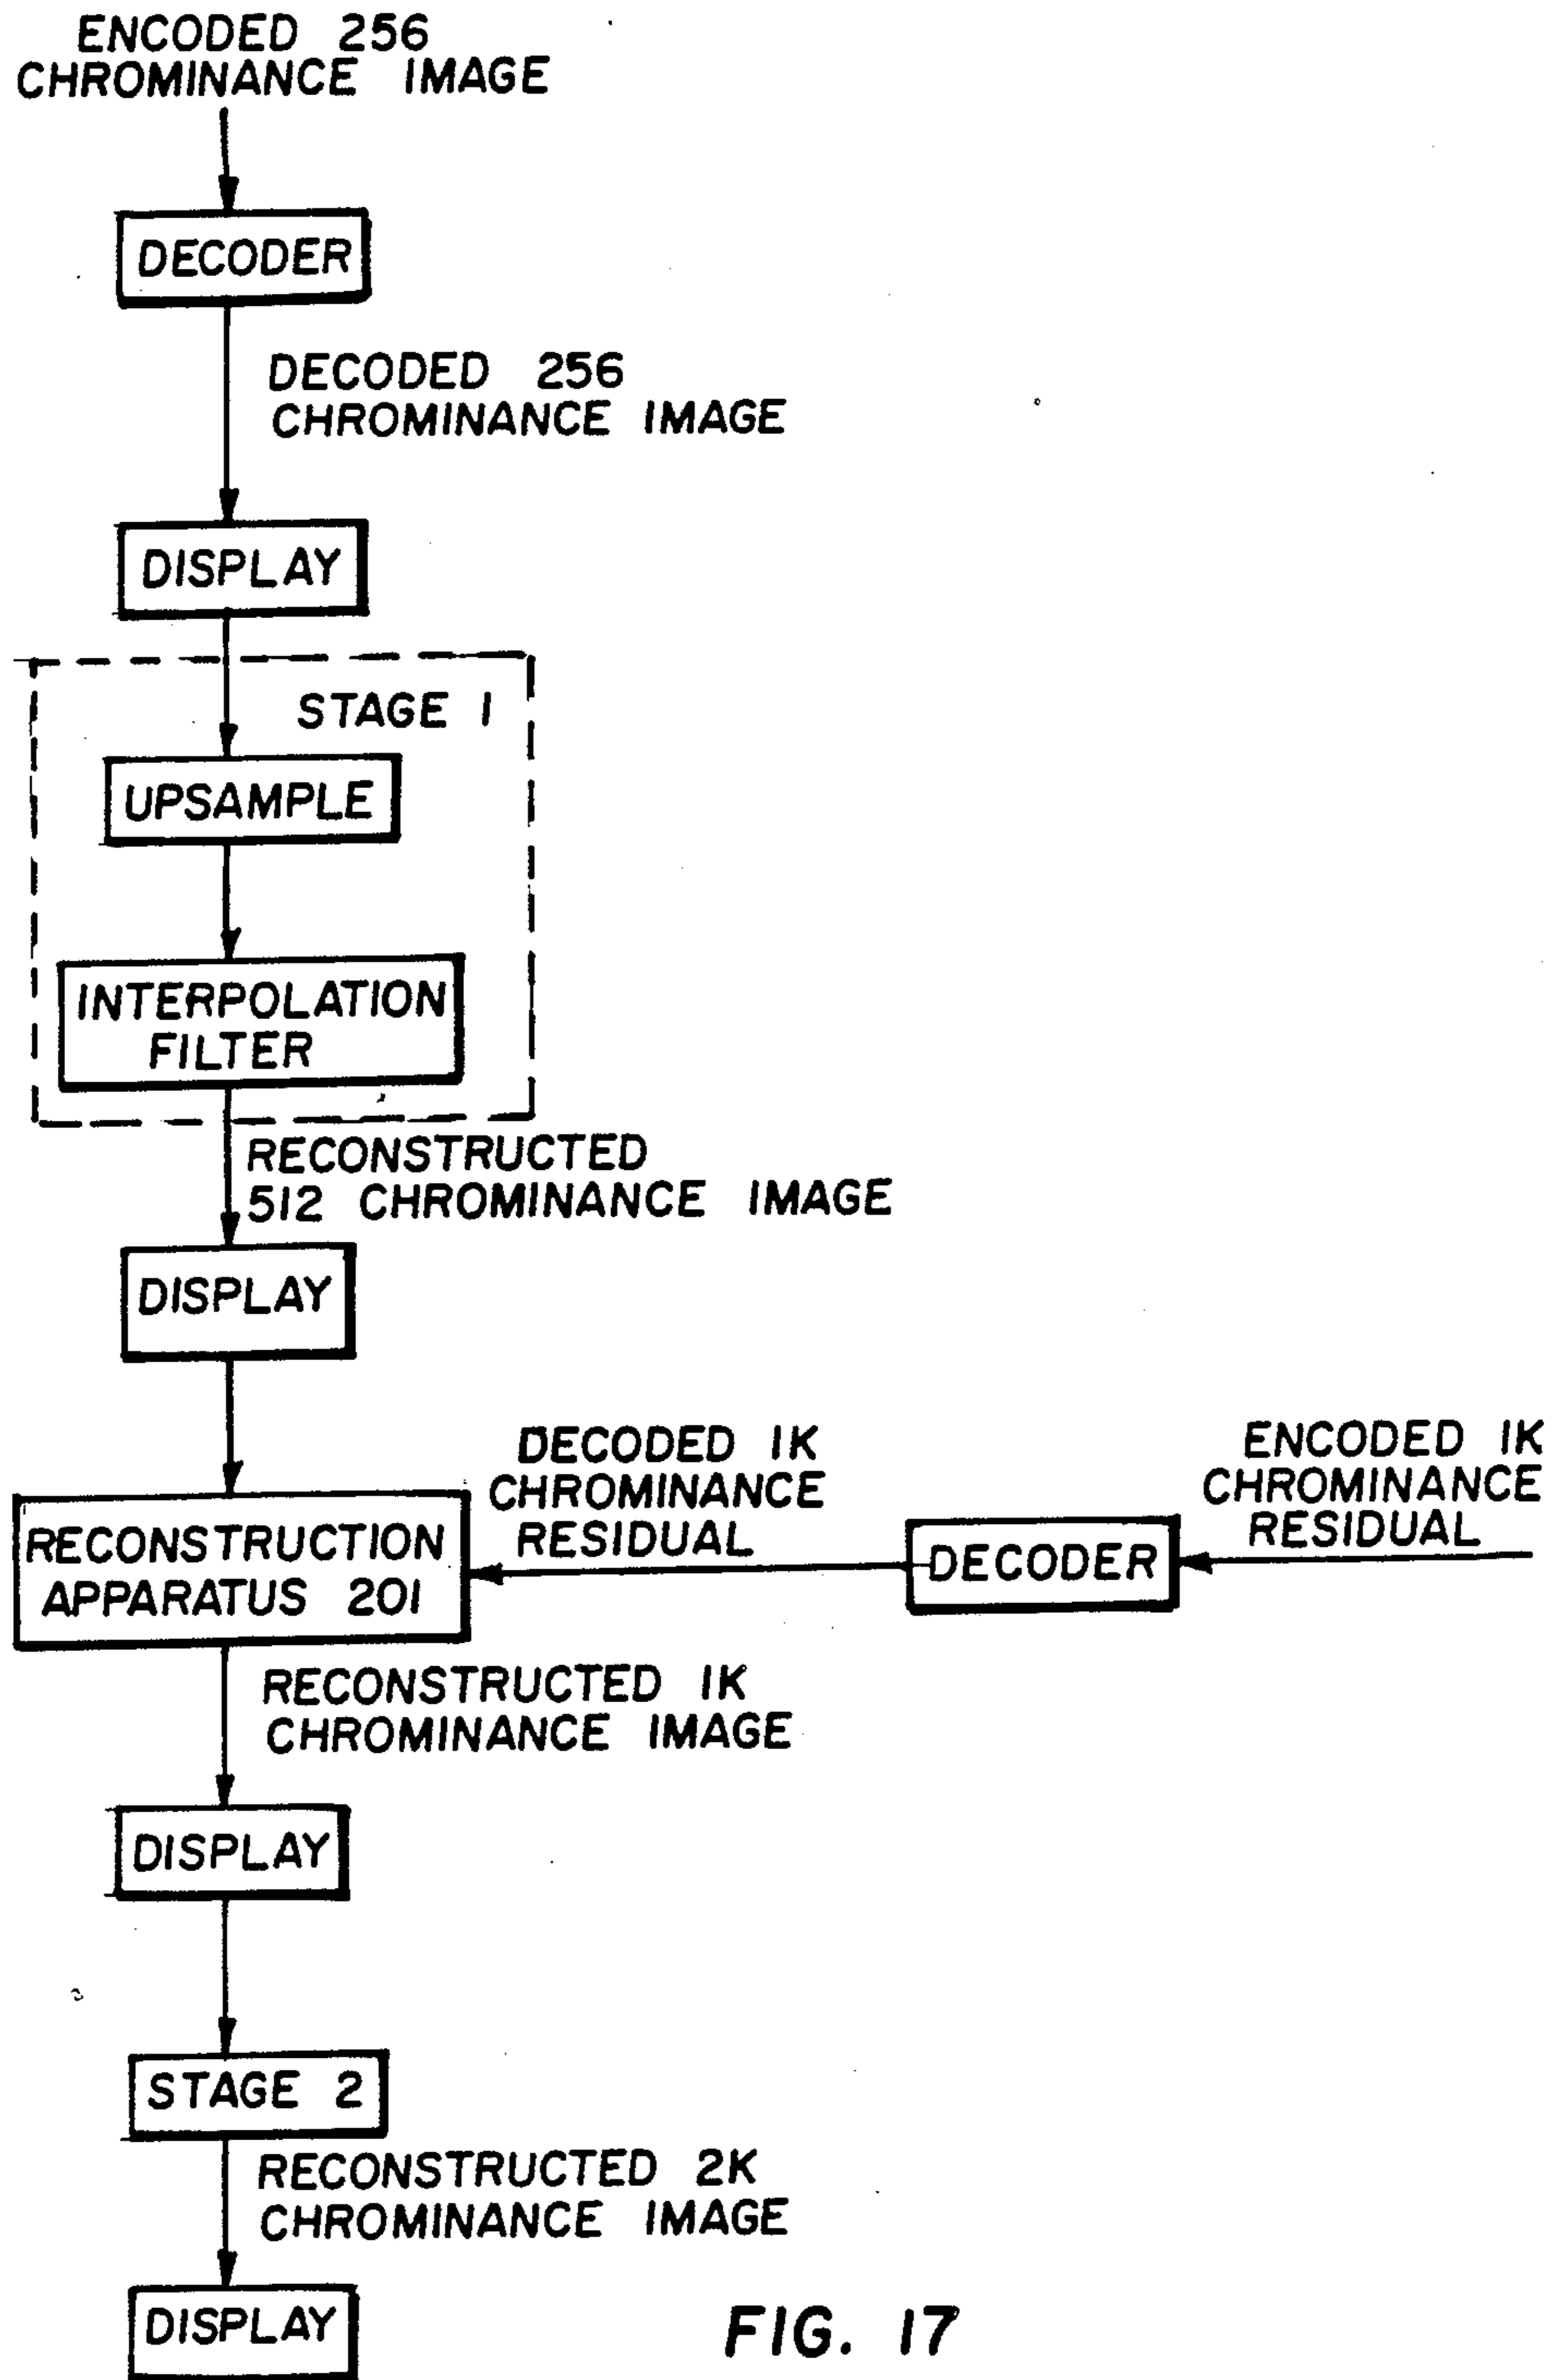 ENCODED 256
CHROMINANCE IMAGE
DECODER
DECODED 256
CHROMINANCE IMAGE
DISPLAY
STAGE 1
UPSAMPLE
INTERPOLATION
FILTER
RECONSTRUCTED
512 CHROMINANCE IMAGE
DISPLAY
RECONSTRUCTION
APPARATUS 201
DECODED 1K
CHROMINANCE
RESIDUAL
DECODER
ENCODED 1K
CHROMINANCE
RESIDUAL
RECONSTRUCTED 1K
CHROMINANCE IMAGE
DISPLAY
STAGE 2
RECONSTRUCTED 2K
CHROMINANCE IMAGE
DISPLAY
FIG. 17